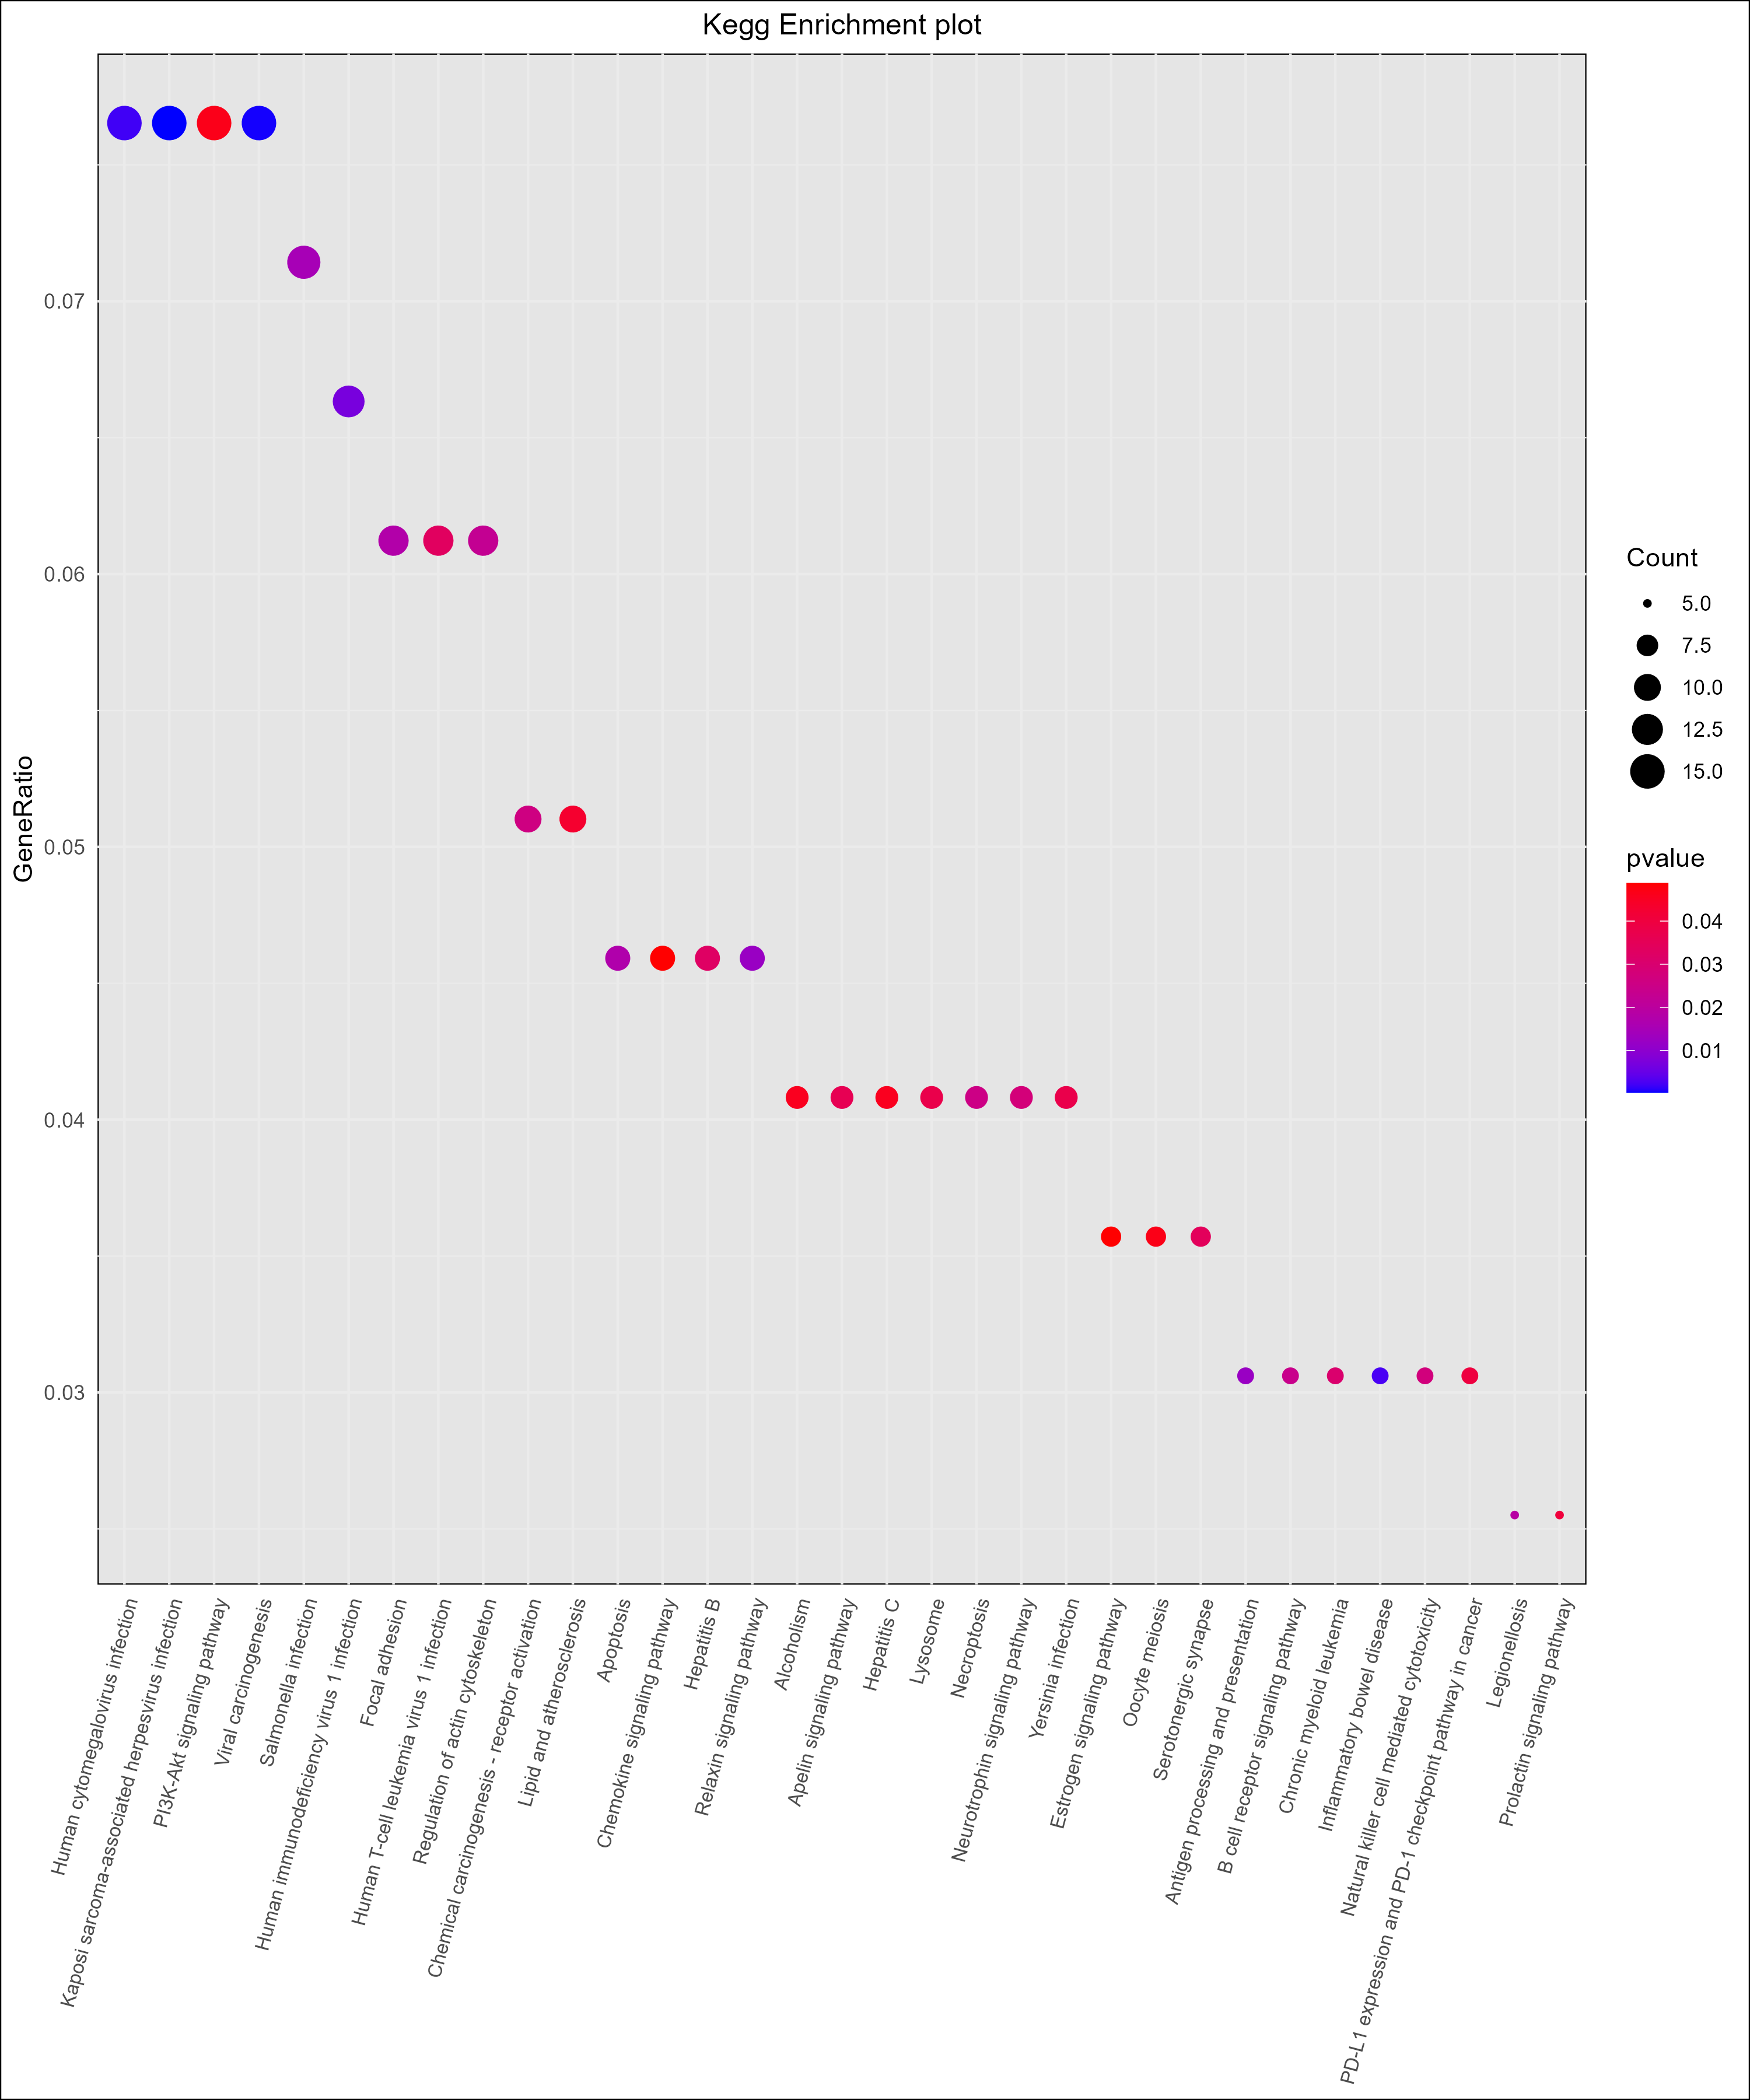 Kegg Enrichment plot
GeneRatio
0.07
0.06
0.05
0.04
0.03
Human cytomegalovirus infection
Kaposi sarcoma-associated herpesvirus infection
PI3K-Akt signaling pathway
Viral carcinogenesis
Salmonella infection
Human immunodeficiency virus 1 infection
Focal adhesion
Human T-cell leukemia virus 1 infection
Regulation of actin cytoskeleton
Chemical carcinogenesis - receptor activation
Lipid and atherosclerosis
Apoptosis
Chemokine signaling pathway
Hepatitis B
Relaxin signaling pathway
Alcoholism
Apelin signaling pathway
Hepatitis C
Lysosome
Necroptosis
Neurotrophin signaling pathway
Yersinia infection
Estrogen signaling pathway
Oocyte meiosis
Serotonergic synapse
Antigen processing and presentation
B cell receptor signaling pathway
Chronic myeloid leukemia
Inflammatory bowel disease
Natural killer cell mediated cytotoxicity
PD-L1 expression and PD-1 checkpoint pathway in cancer
Legionellosis
Prolactin signaling pathway
Count
5.0
7.5
10.0
12.5
15.0
pvalue
0.04
0.03
0.02
0.01